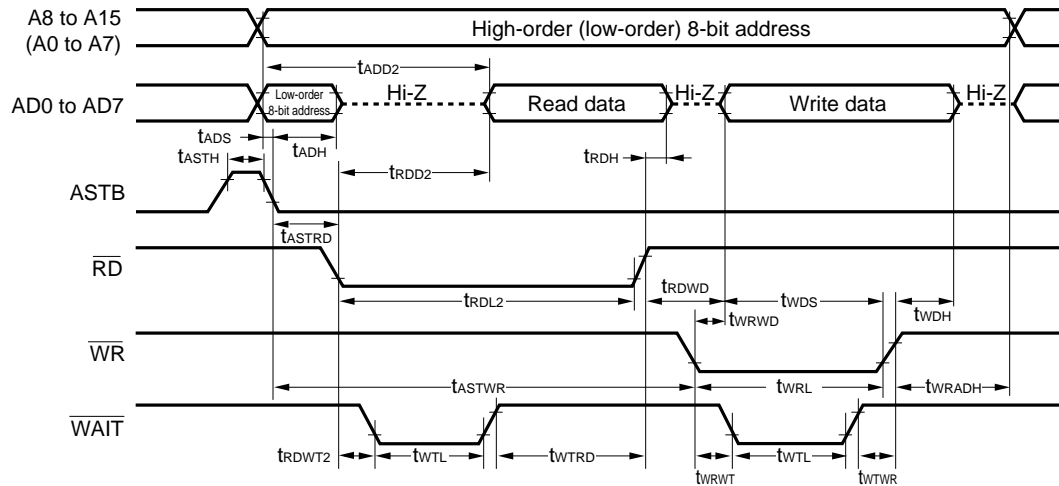 A8 to A15
(A0 to A7)
High-order (low-order) 8-bit address
tADD2
AD0 to AD7
Low-order
8-bit address
Hi-Z
Read data
Hi-Z
Write data
Hi-Z
tADS
tADH
tASTH
tRDD2
tRDH
ASTB
tASTRD
RD
tRDL2
tRDWD
tWDS
tWDH
tWRWD
WR
tASTWR
tWRL
tWRADH
WAIT
tRDWT2
tWTL
tWTRD
tWRWT
tWTL
tWTWR